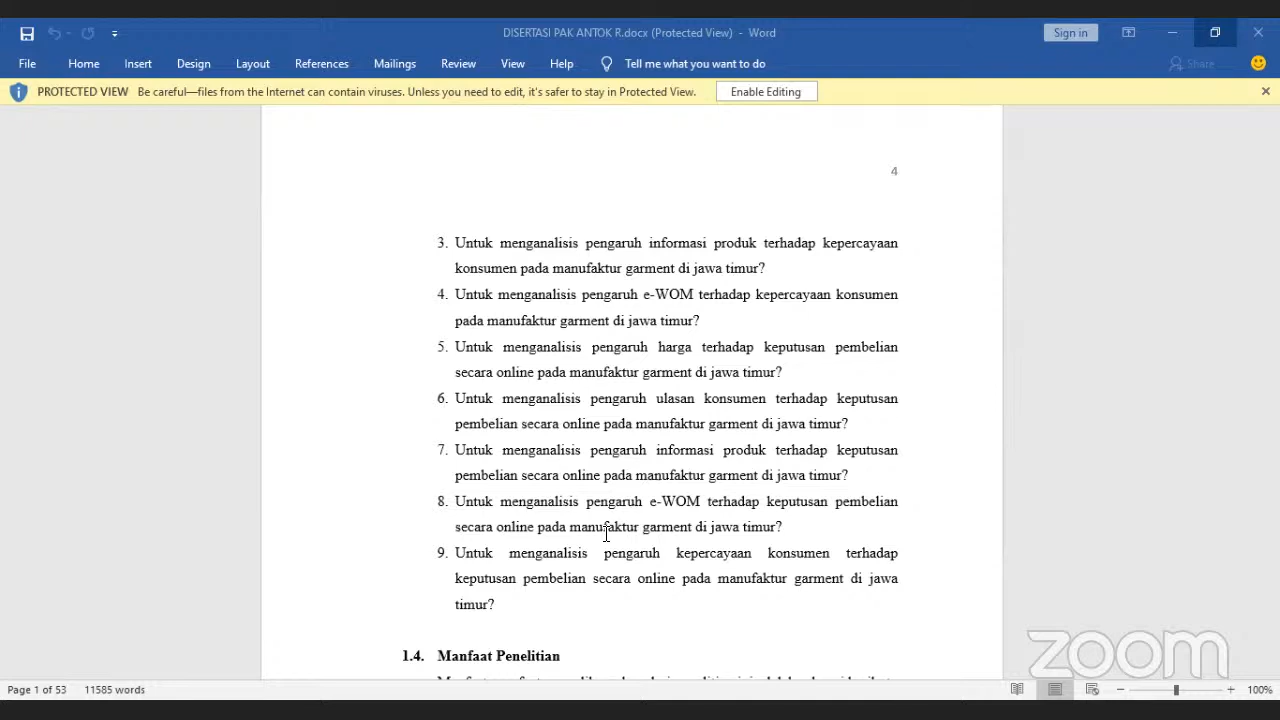 DISERTASI PAK ANTOK R.docx (Protected View) - Word
Sign in
File Home Insert Design Layout References Mailings Review View Help Tell me what you want to do Share
PROTECTED VIEW Be careful—files from the Internet can contain viruses. Unless you need to edit, it's safer to stay in Protected View. Enable Editing
4
3. Untuk menganalisis pengaruh informasi produk terhadap kepercayaan
konsumen pada manufaktur garment di jawa timur?
4. Untuk menganalisis pengaruh e-WOM terhadap kepercayaan konsumen
pada manufaktur garment di jawa timur?
5. Untuk menganalisis pengaruh harga terhadap keputusan pembelian
secara online pada manufaktur garment di jawa timur?
6. Untuk menganalisis pengaruh ulasan konsumen terhadap keputusan
pembelian secara online pada manufaktur garment di jawa timur?
7. Untuk menganalisis pengaruh informasi produk terhadap keputusan
pembelian secara online pada manufaktur garment di jawa timur?
8. Untuk menganalisis pengaruh e-WOM terhadap keputusan pembelian
secara online pada manufaktur garment di jawa timur?
9. Untuk menganalisis pengaruh kepercayaan konsumen terhadap
keputusan pembelian secara online pada manufaktur garment di jawa
timur?
1.4. Manfaat Penelitian
zoom
Page 1 of 53 11585 words 100%